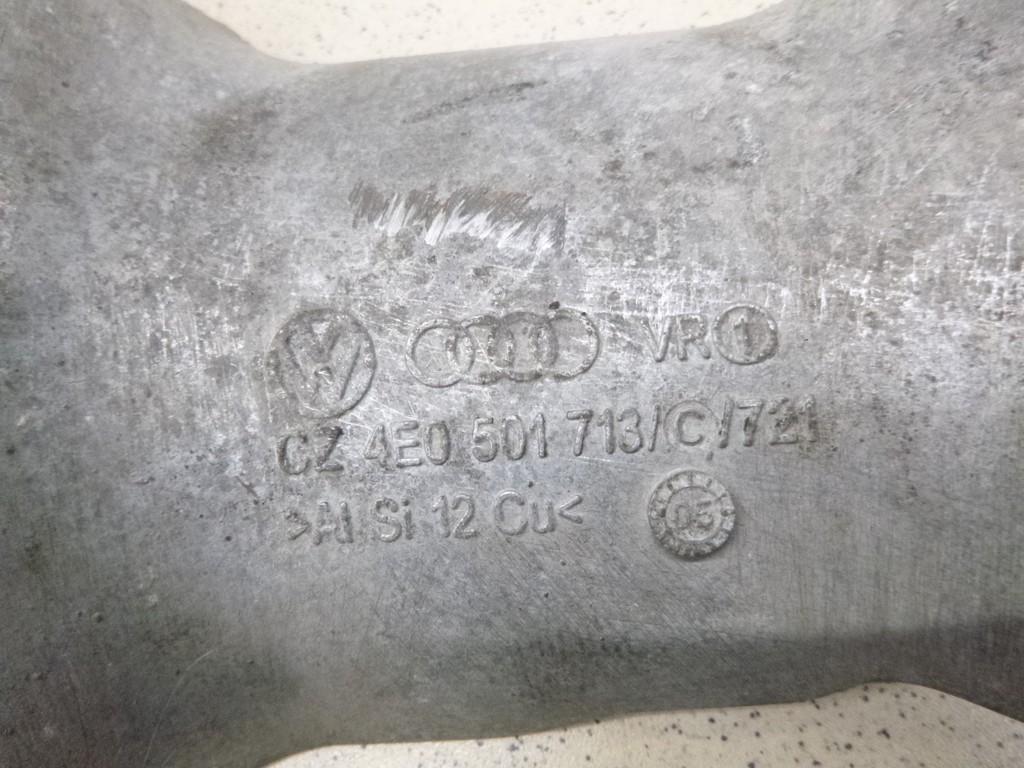 VW VR 1
CZ 4E0 501 713/C/721
>Al Si 12 Cu<
05